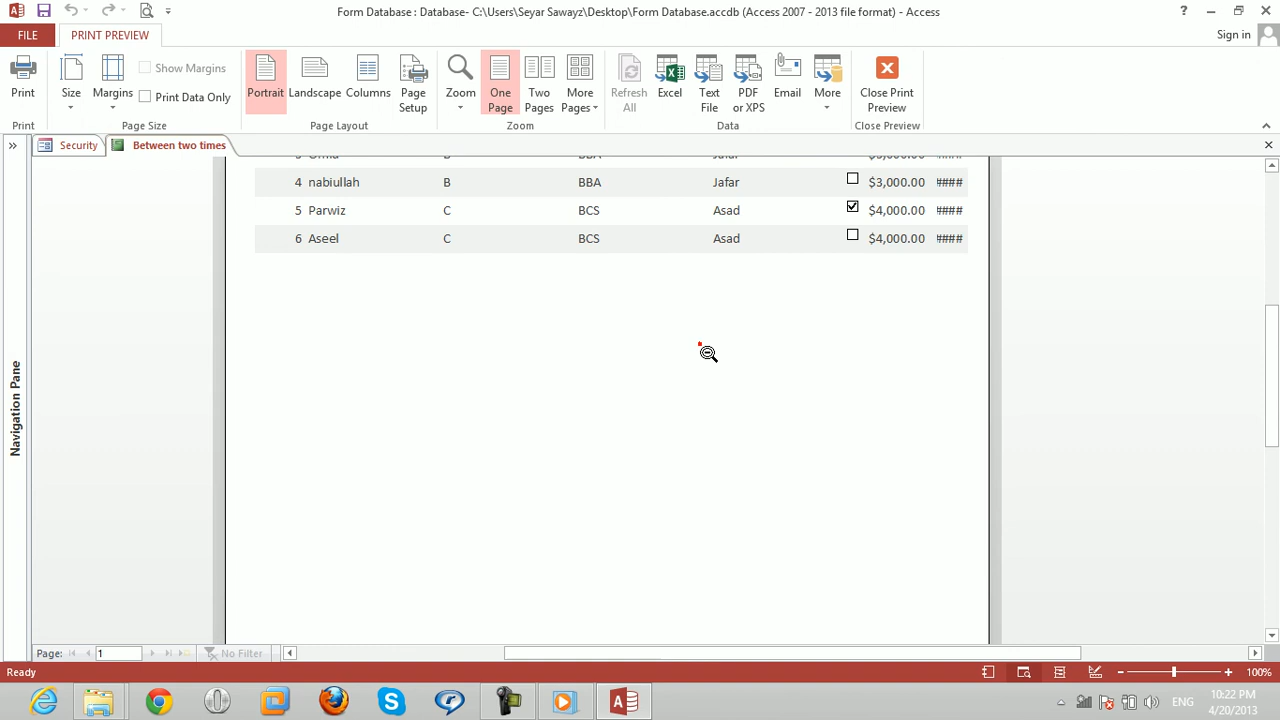 Form Database : Database- C:\Users\Seyar Sawayz\Desktop\Form Database.accdb (Access 2007 - 2013 file format) - Access
?
FILE PRINT PREVIEW Sign in
Print Size Margins Show Margins Print Data Only Portrait Landscape Columns Page Setup Zoom One Page Two Pages More Pages Refresh All Excel Text File PDF or XPS Email More Close Print Preview
Print Page Size Page Layout Zoom Data Close Preview
Security Between two times
Navigation Pane
4 nabiullah B BBA Jafar $3,000.00 ####
5 Parwiz C BCS Asad $4,000.00 ####
6 Aseel C BCS Asad $4,000.00 ####
Page: 1 No Filter
Ready 100%
ENG 10:22 PM
4/20/2013